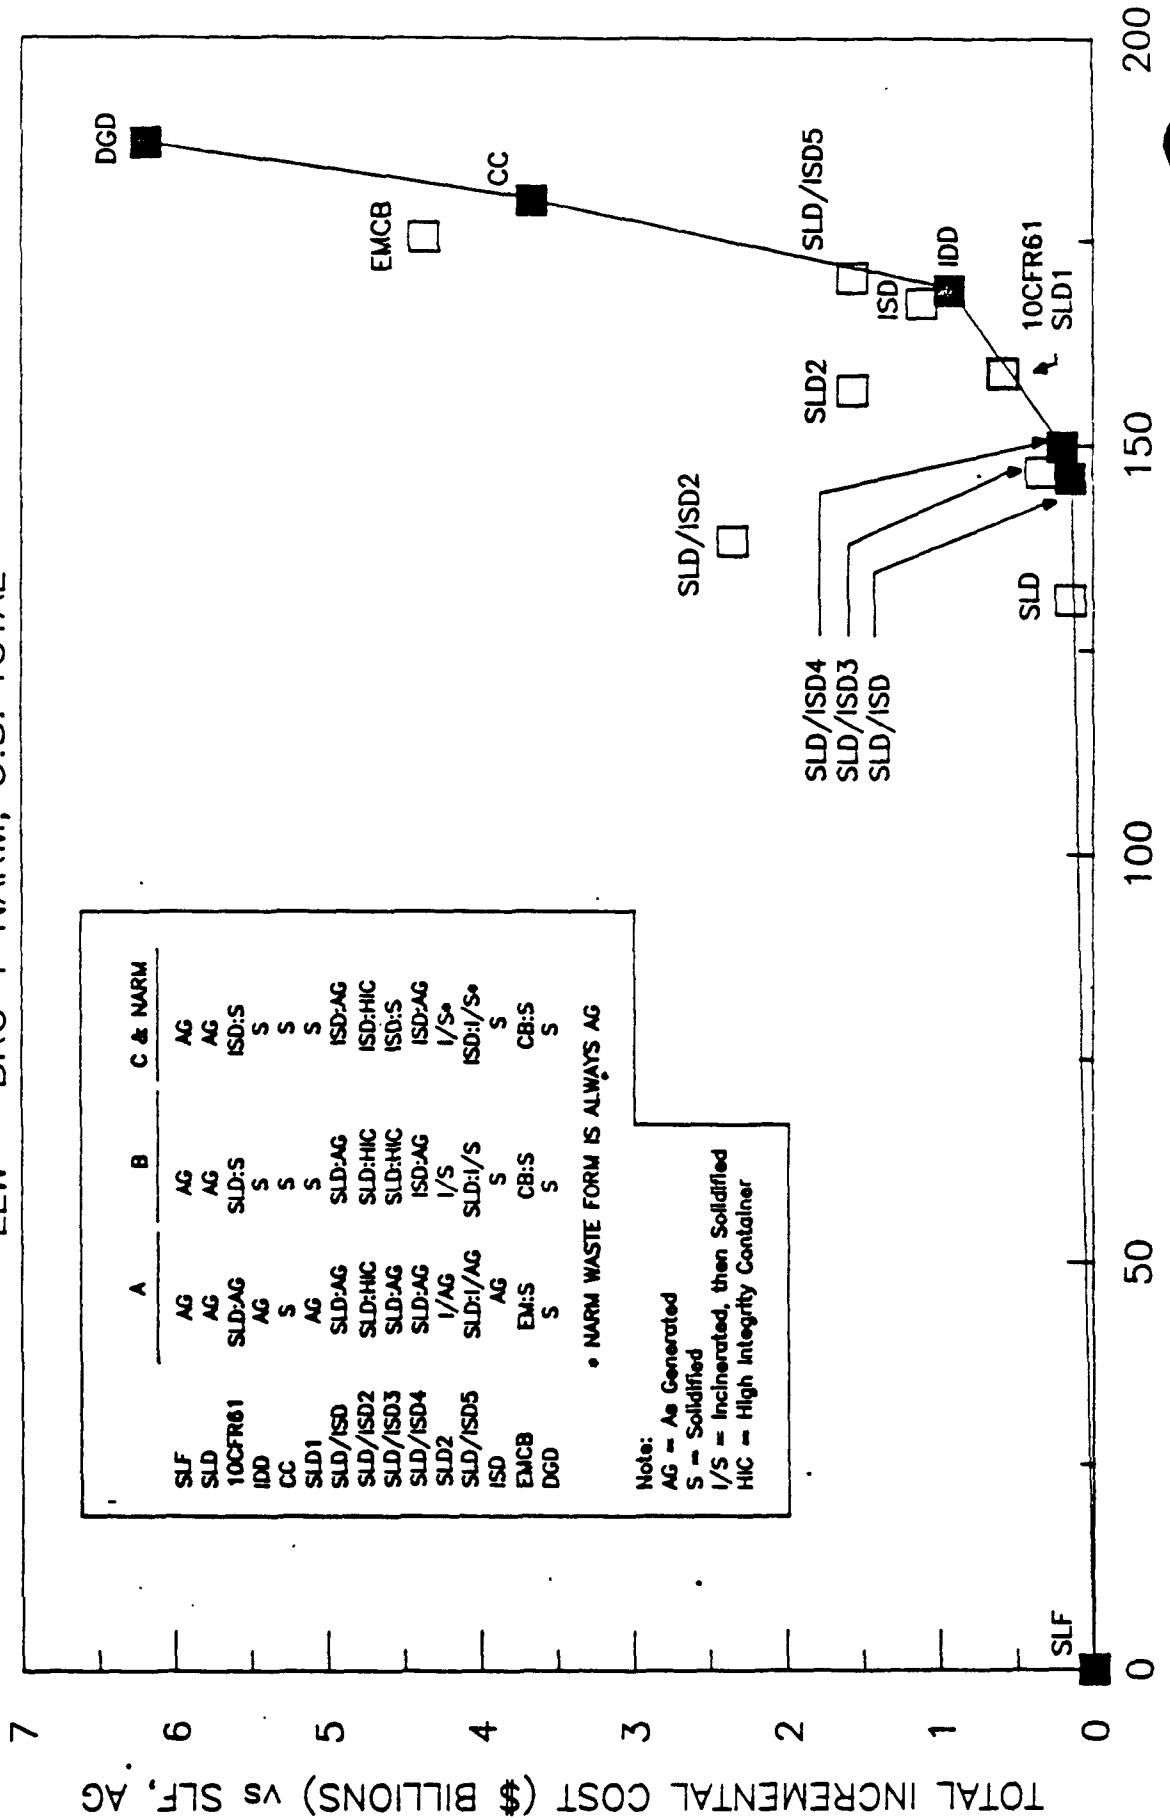 7
6
5
4
3
2
1
0
TOTAL INCREMENTAL COST ($ BILLIONS) vs SLF, AG
0
50
100
150
200
A B C & NARM
SLF AG AG AG
SLD AG AG AG
10CFR61 SLD:AG SLD:S ISD:S
IDD AG S S
CC S S S
SLD1 AG S S
SLD/ISD SLD:AG SLD:AG ISD:AG
SLD/ISD2 SLD:HIC SLD:HIC ISD:HIC
SLD/ISD3 SLD:AG SLD:HIC ISD:S
SLD/ISD4 SLD:AG ISD:AG ISD:AG
SLD2 I/AG I/S I/S•
SLD/ISD5 SLD:I/AG SLD:I/S ISD:I/S•
ISD AG S S
EMCB EM:S CB:S CB:S
DGD S S S
• NARM WASTE FORM IS ALWAYS AG
Note:
AG = As Generated
S = Solidified
I/S = Incinerated, then Solidified
HIC = High Integrity Container
DGD
CC
EMCB
SLD/ISD5
ISD
IDD
SLD2
10CFR61
SLD1
SLD/ISD2
SLD
SLD/ISD4
SLD/ISD3
SLD/ISD
SLF